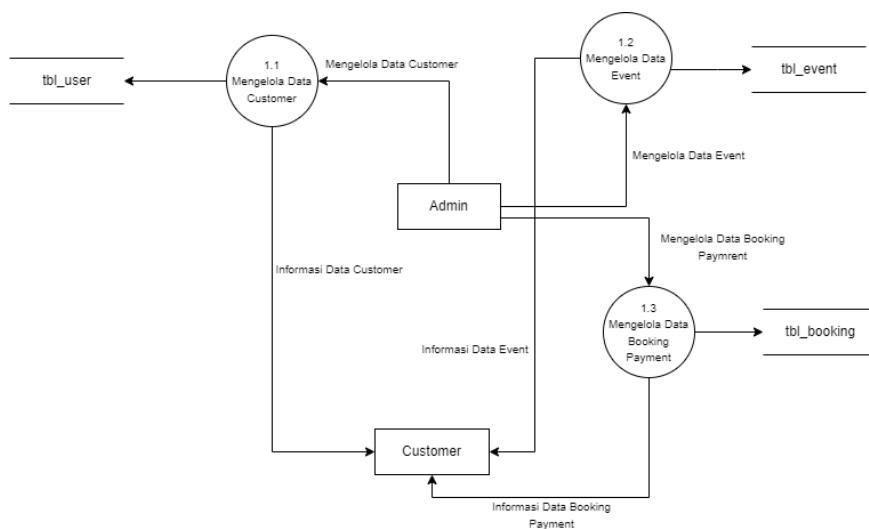 1.1
Mengelola Data
Customer
tbl_user
Mengelola Data Customer
1.2
Mengelola Data
Event
tbl_event
Mengelola Data Event
Admin
Mengelola Data Booking
Paymrent
Informasi Data Customer
1.3
Mengelola Data
Booking
Payment
tbl_booking
Informasi Data Event
Customer
Informasi Data Booking
Payment